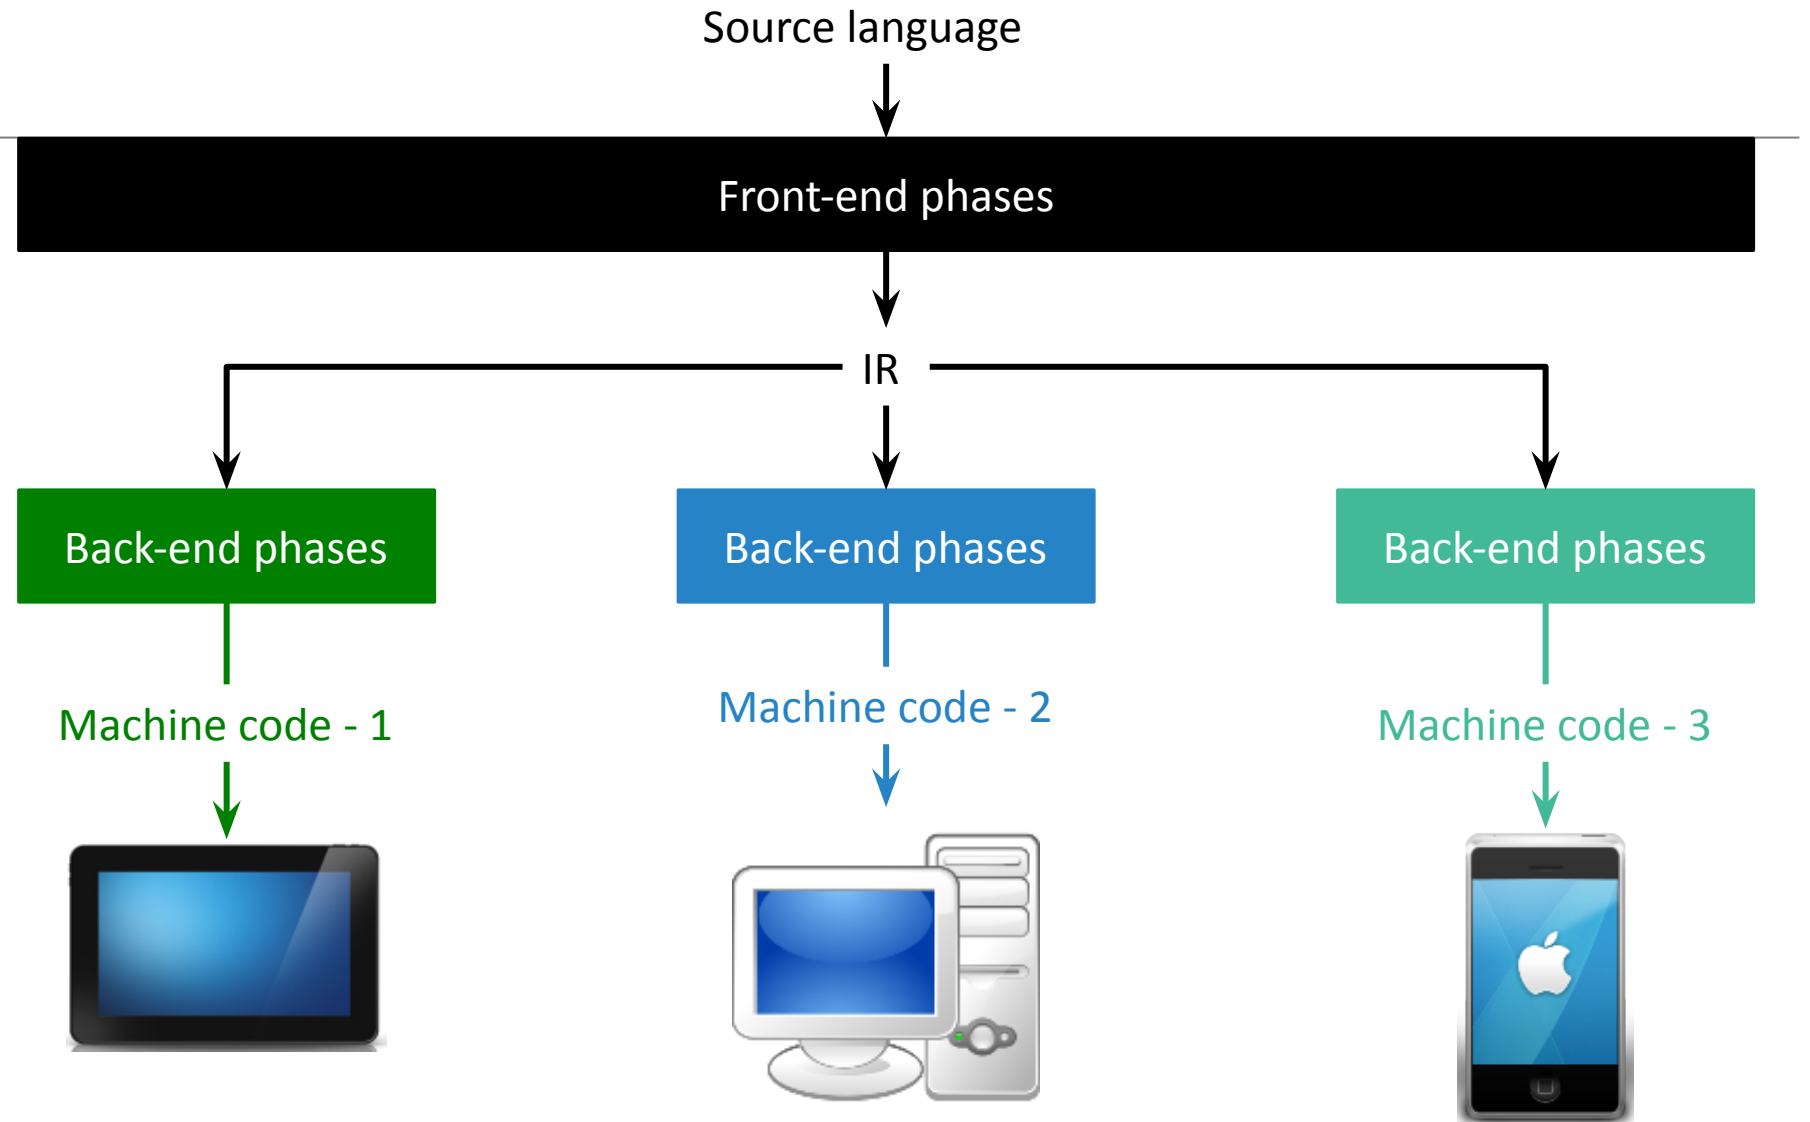 Source language
Front-end phases
IR
Back-end phases
Back-end phases
Back-end phases
Machine code - 1
Machine code - 2
Machine code - 3